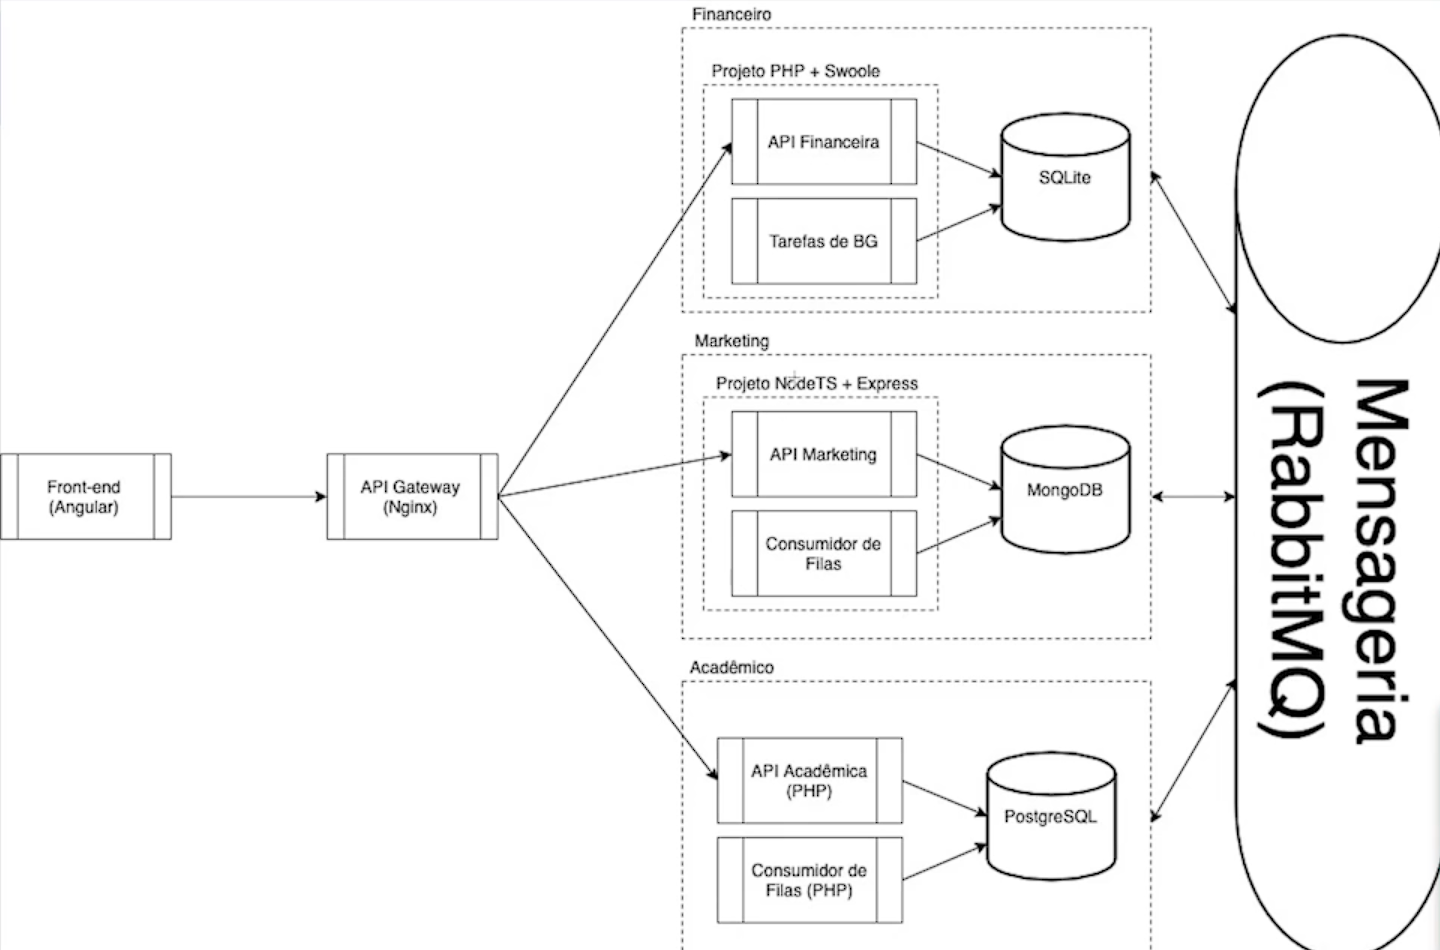 Financeiro
Projeto PHP + Swoole
API Financeira
SQLite
Tarefas de BG
Marketing
Projeto NodeTS + Express
API Marketing
MongoDB
Consumidor de
Filas
Front-end
(Angular)
API Gateway
(Nginx)
Acadêmico
API Acadêmica
(PHP)
PostgreSQL
Consumidor de
Filas (PHP)
Mensageria
(RabbitMQ)